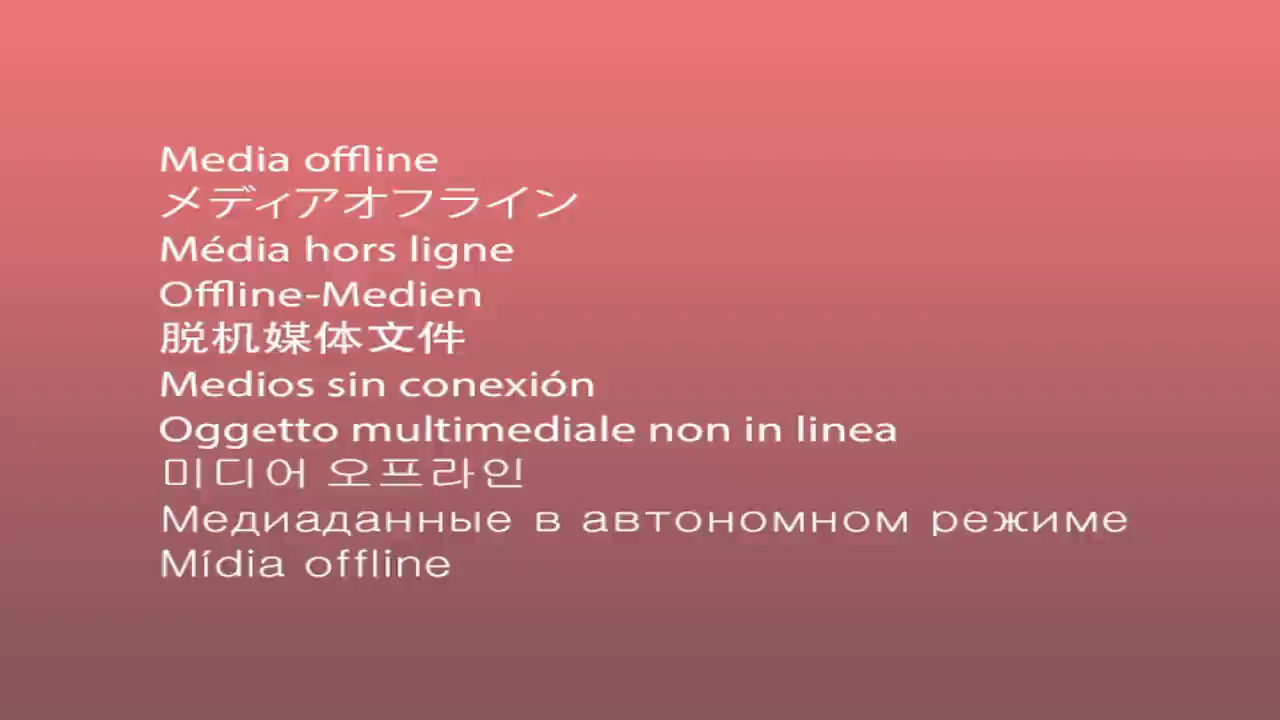 Media offline
メディアオフライン
Média hors ligne
Offline-Medien
脱机媒体文件
Medios sin conexión
Oggetto multimediale non in linea
미디어 오프라인
Медиаданные в автономном режиме
Mídia offline